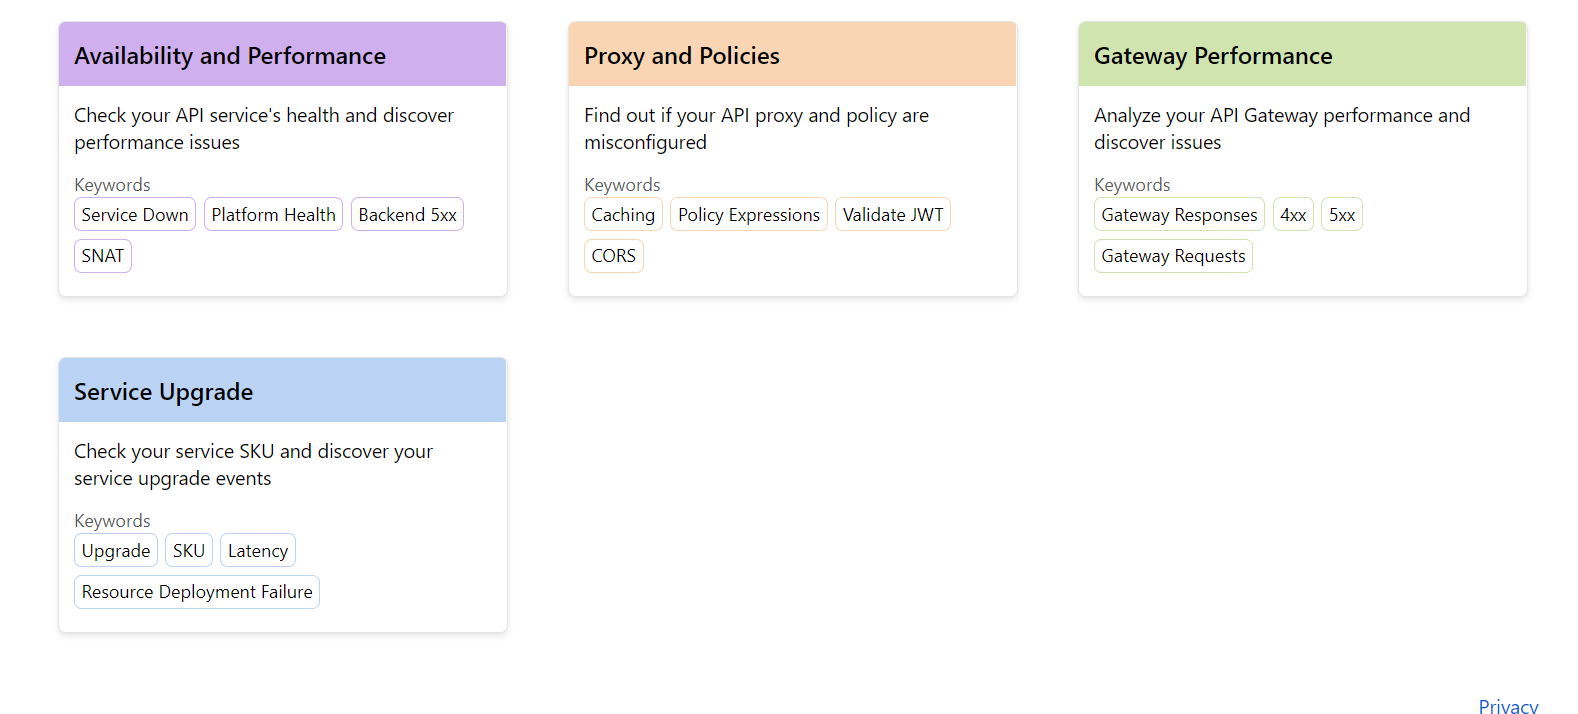 Availability and Performance
Check your API service's health and discover
performance issues
Keywords
Service Down Platform Health Backend 5xx
SNAT
Proxy and Policies
Find out if your API proxy and policy are
misconfigured
Keywords
Caching Policy Expressions Validate JWT
CORS
Gateway Performance
Analyze your API Gateway performance and
discover issues
Keywords
Gateway Responses 4xx 5xx
Gateway Requests
Service Upgrade
Check your service SKU and discover your
service upgrade events
Keywords
Upgrade SKU Latency
Resource Deployment Failure
Privacy